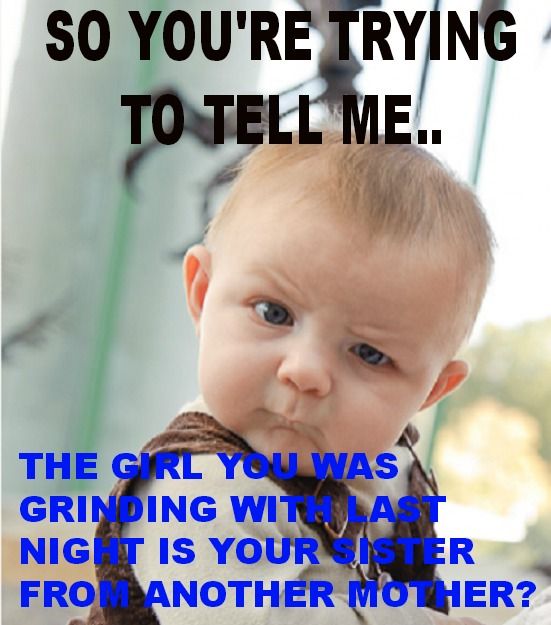 SO YOU'RE TRYING
TO TELL ME..
THE GIRL YOU WAS
GRINDING WITH LAST
NIGHT IS YOUR SISTER
FROM ANOTHER MOTHER?